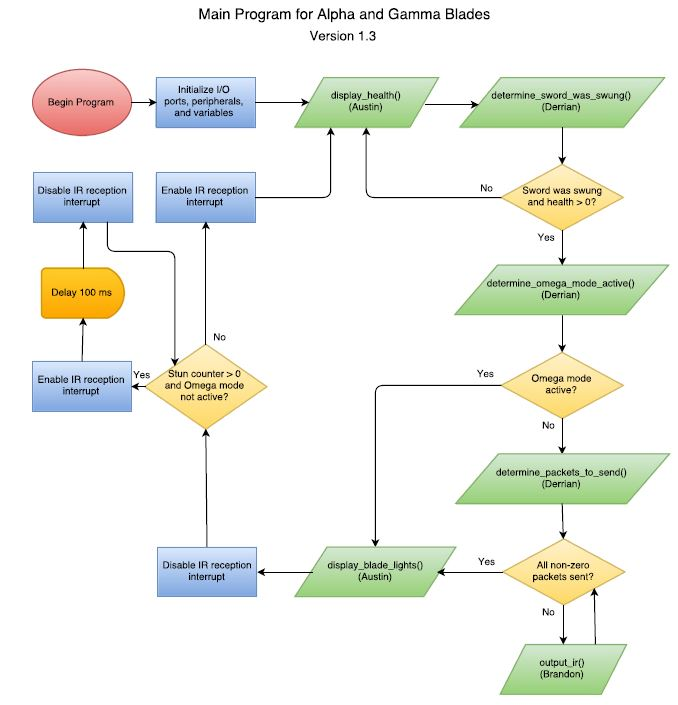 Main Program for Alpha and Gamma Blades
Version 1.3
Begin Program
Initialize I/O
ports, peripherals,
and variables
display_health()
(Austin)
determine_sword_was_swung()
(Derrian)
Disable IR reception
interrupt
Enable IR reception
interrupt
No
Sword was swung
and health > 0?
Yes
Delay 100 ms
determine_omega_mode_active()
(Derrian)
No
Enable IR reception
interrupt
Yes
Stun counter > 0
and Omega mode
not active?
Yes
Omega mode
active?
No
determine_packets_to_send()
(Derrian)
Disable IR reception
interrupt
display_blade_lights()
(Austin)
Yes
All non-zero
packets sent?
No
output_ir()
(Brandon)